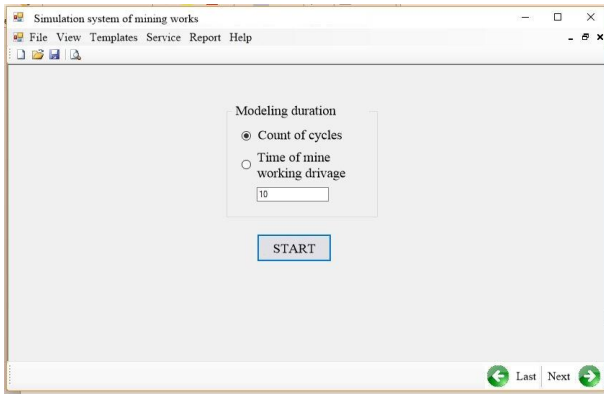 Simulation system of mining works
File View Templates Service Report Help
Modeling duration
Count of cycles
Time of mine
working drivage
10
START
Last Next